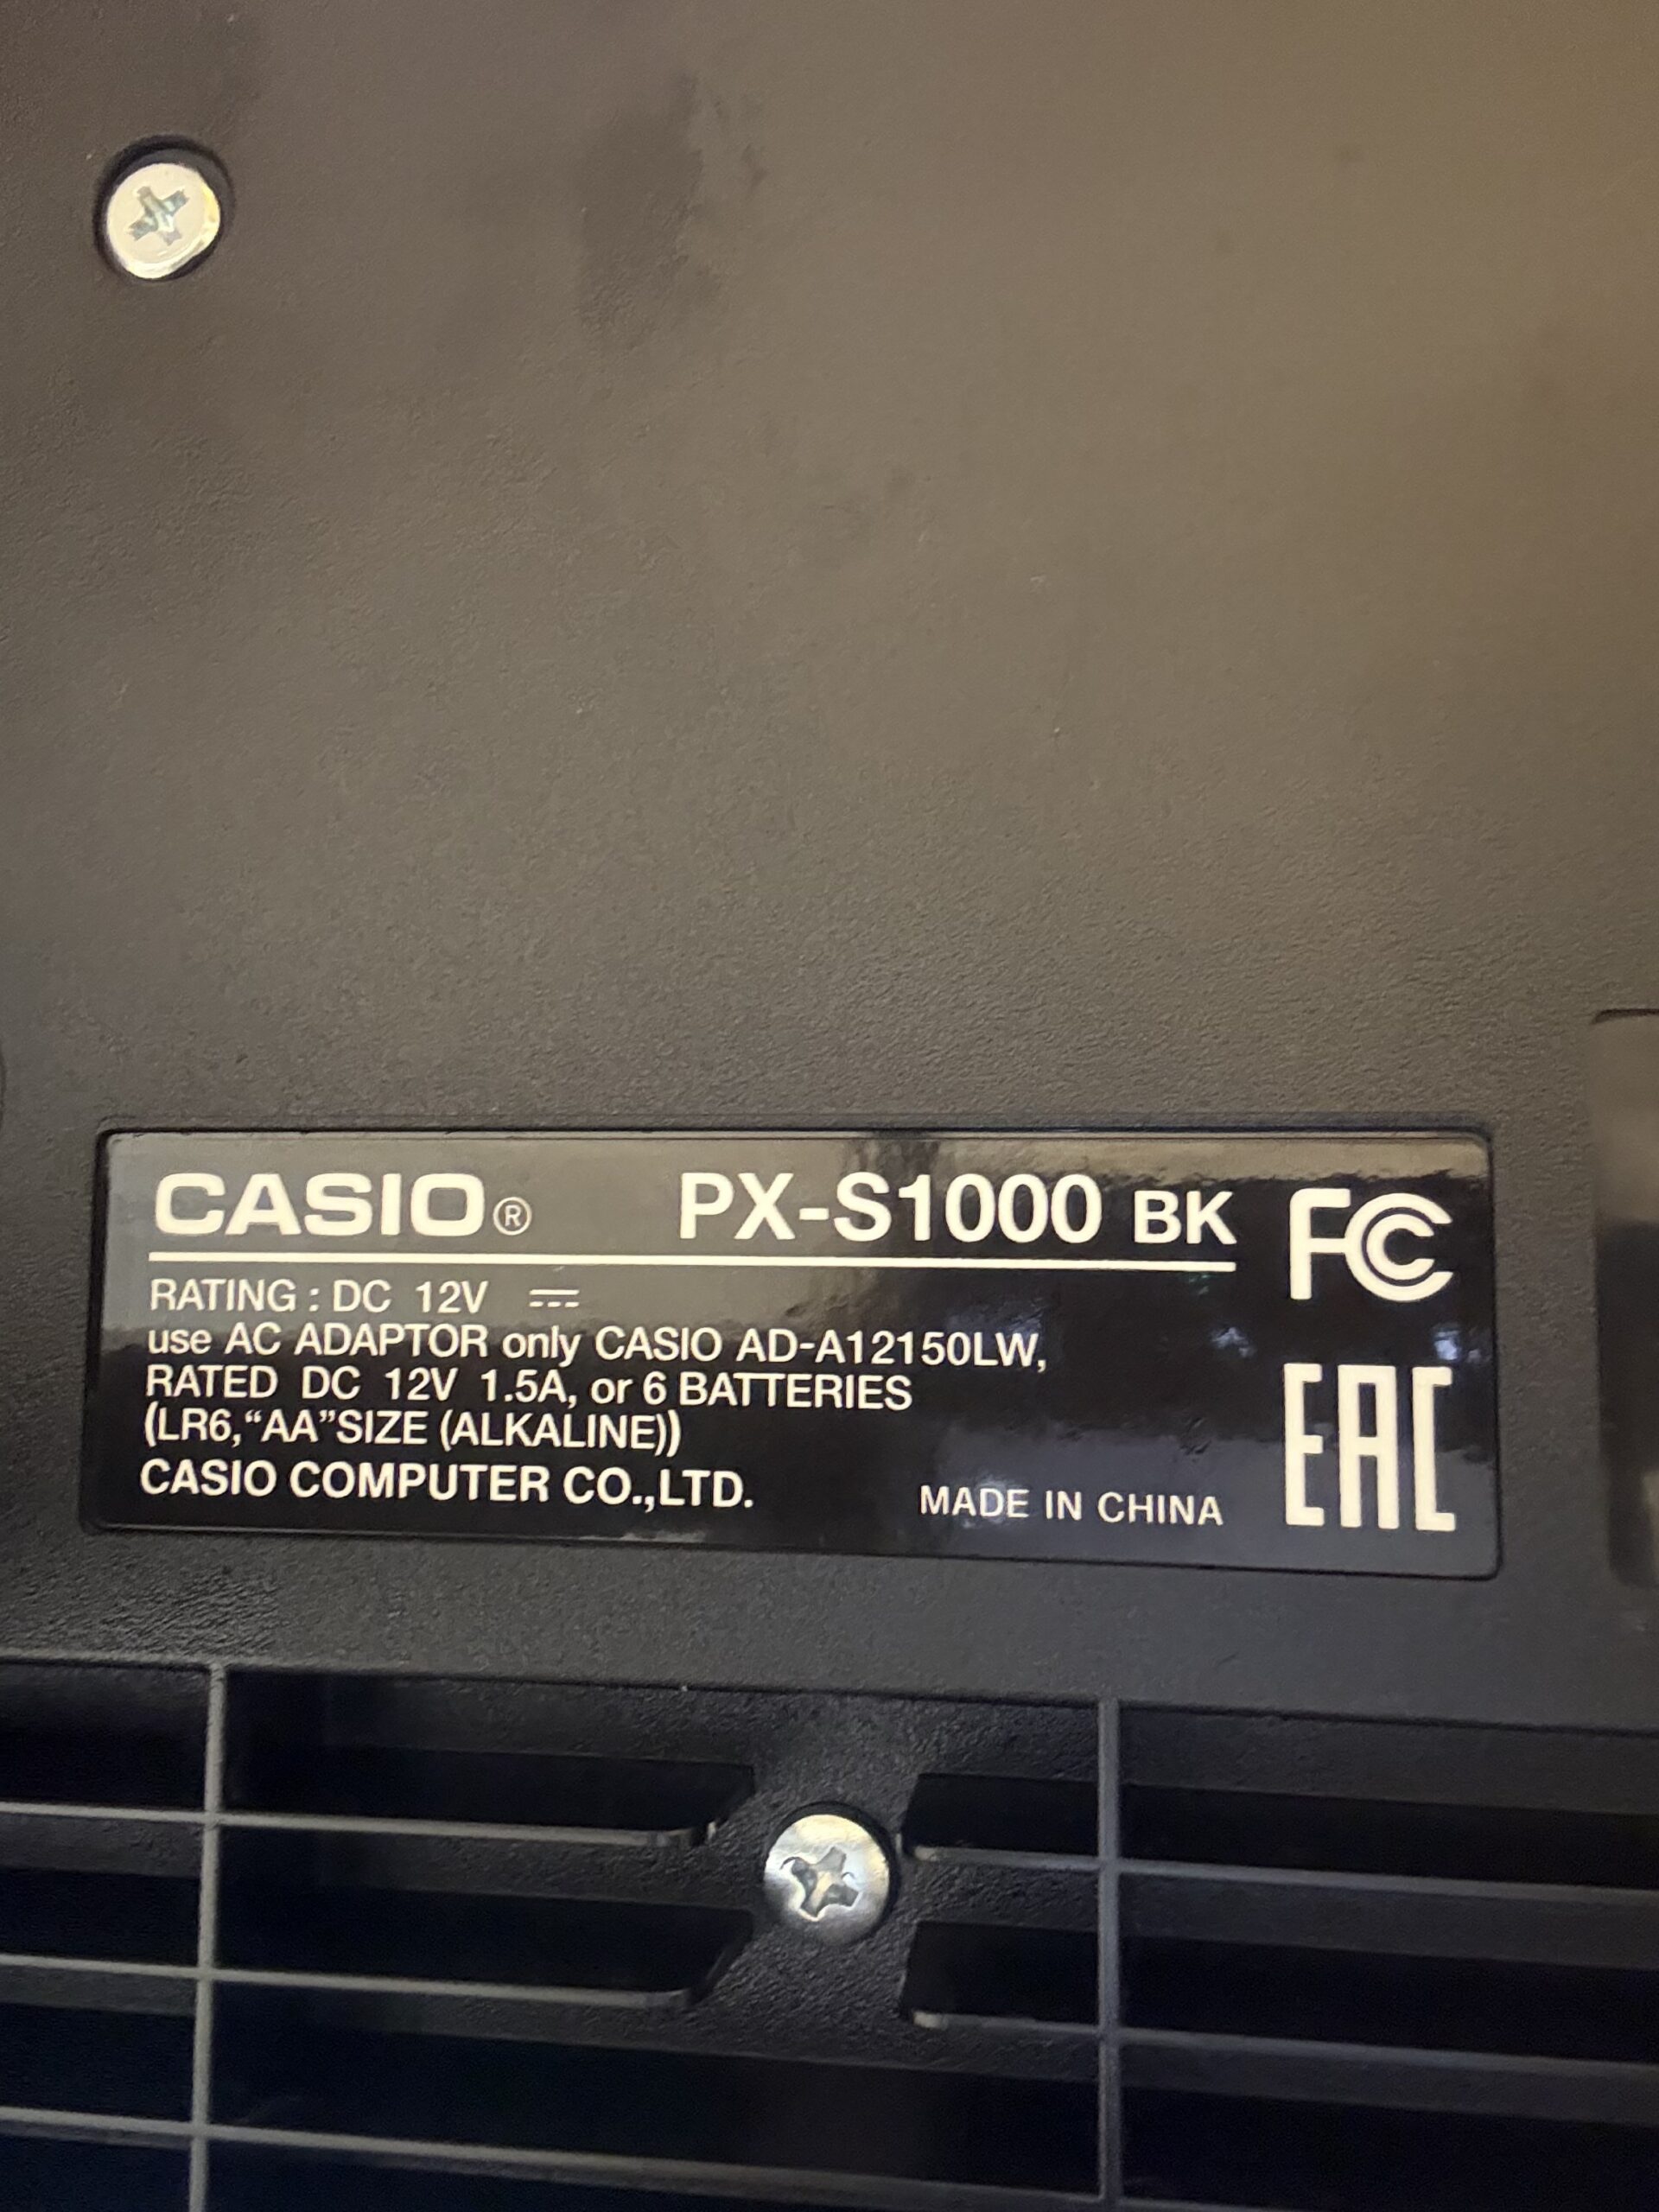 CASIO® PX-S1000 BK FC
RATING : DC 12V ⎓
use AC ADAPTOR only CASIO AD-A12150LW,
RATED DC 12V 1.5A, or 6 BATTERIES
(LR6,“AA”SIZE (ALKALINE))
CASIO COMPUTER CO.,LTD. MADE IN CHINA
EAC